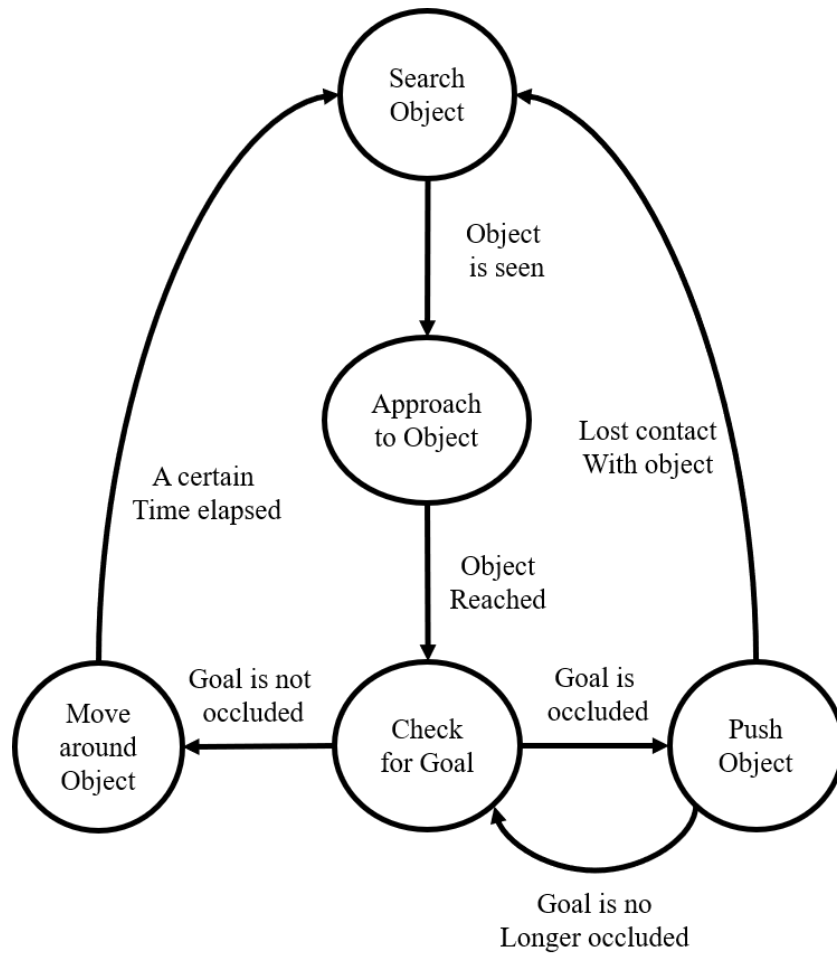 Search
Object
Object
is seen
Approach
to Object
Lost contact
With object
A certain
Time elapsed
Object
Reached
Goal is not
occluded
Goal is
occluded
Move
around
Object
Check
for Goal
Push
Object
Goal is no
Longer occluded